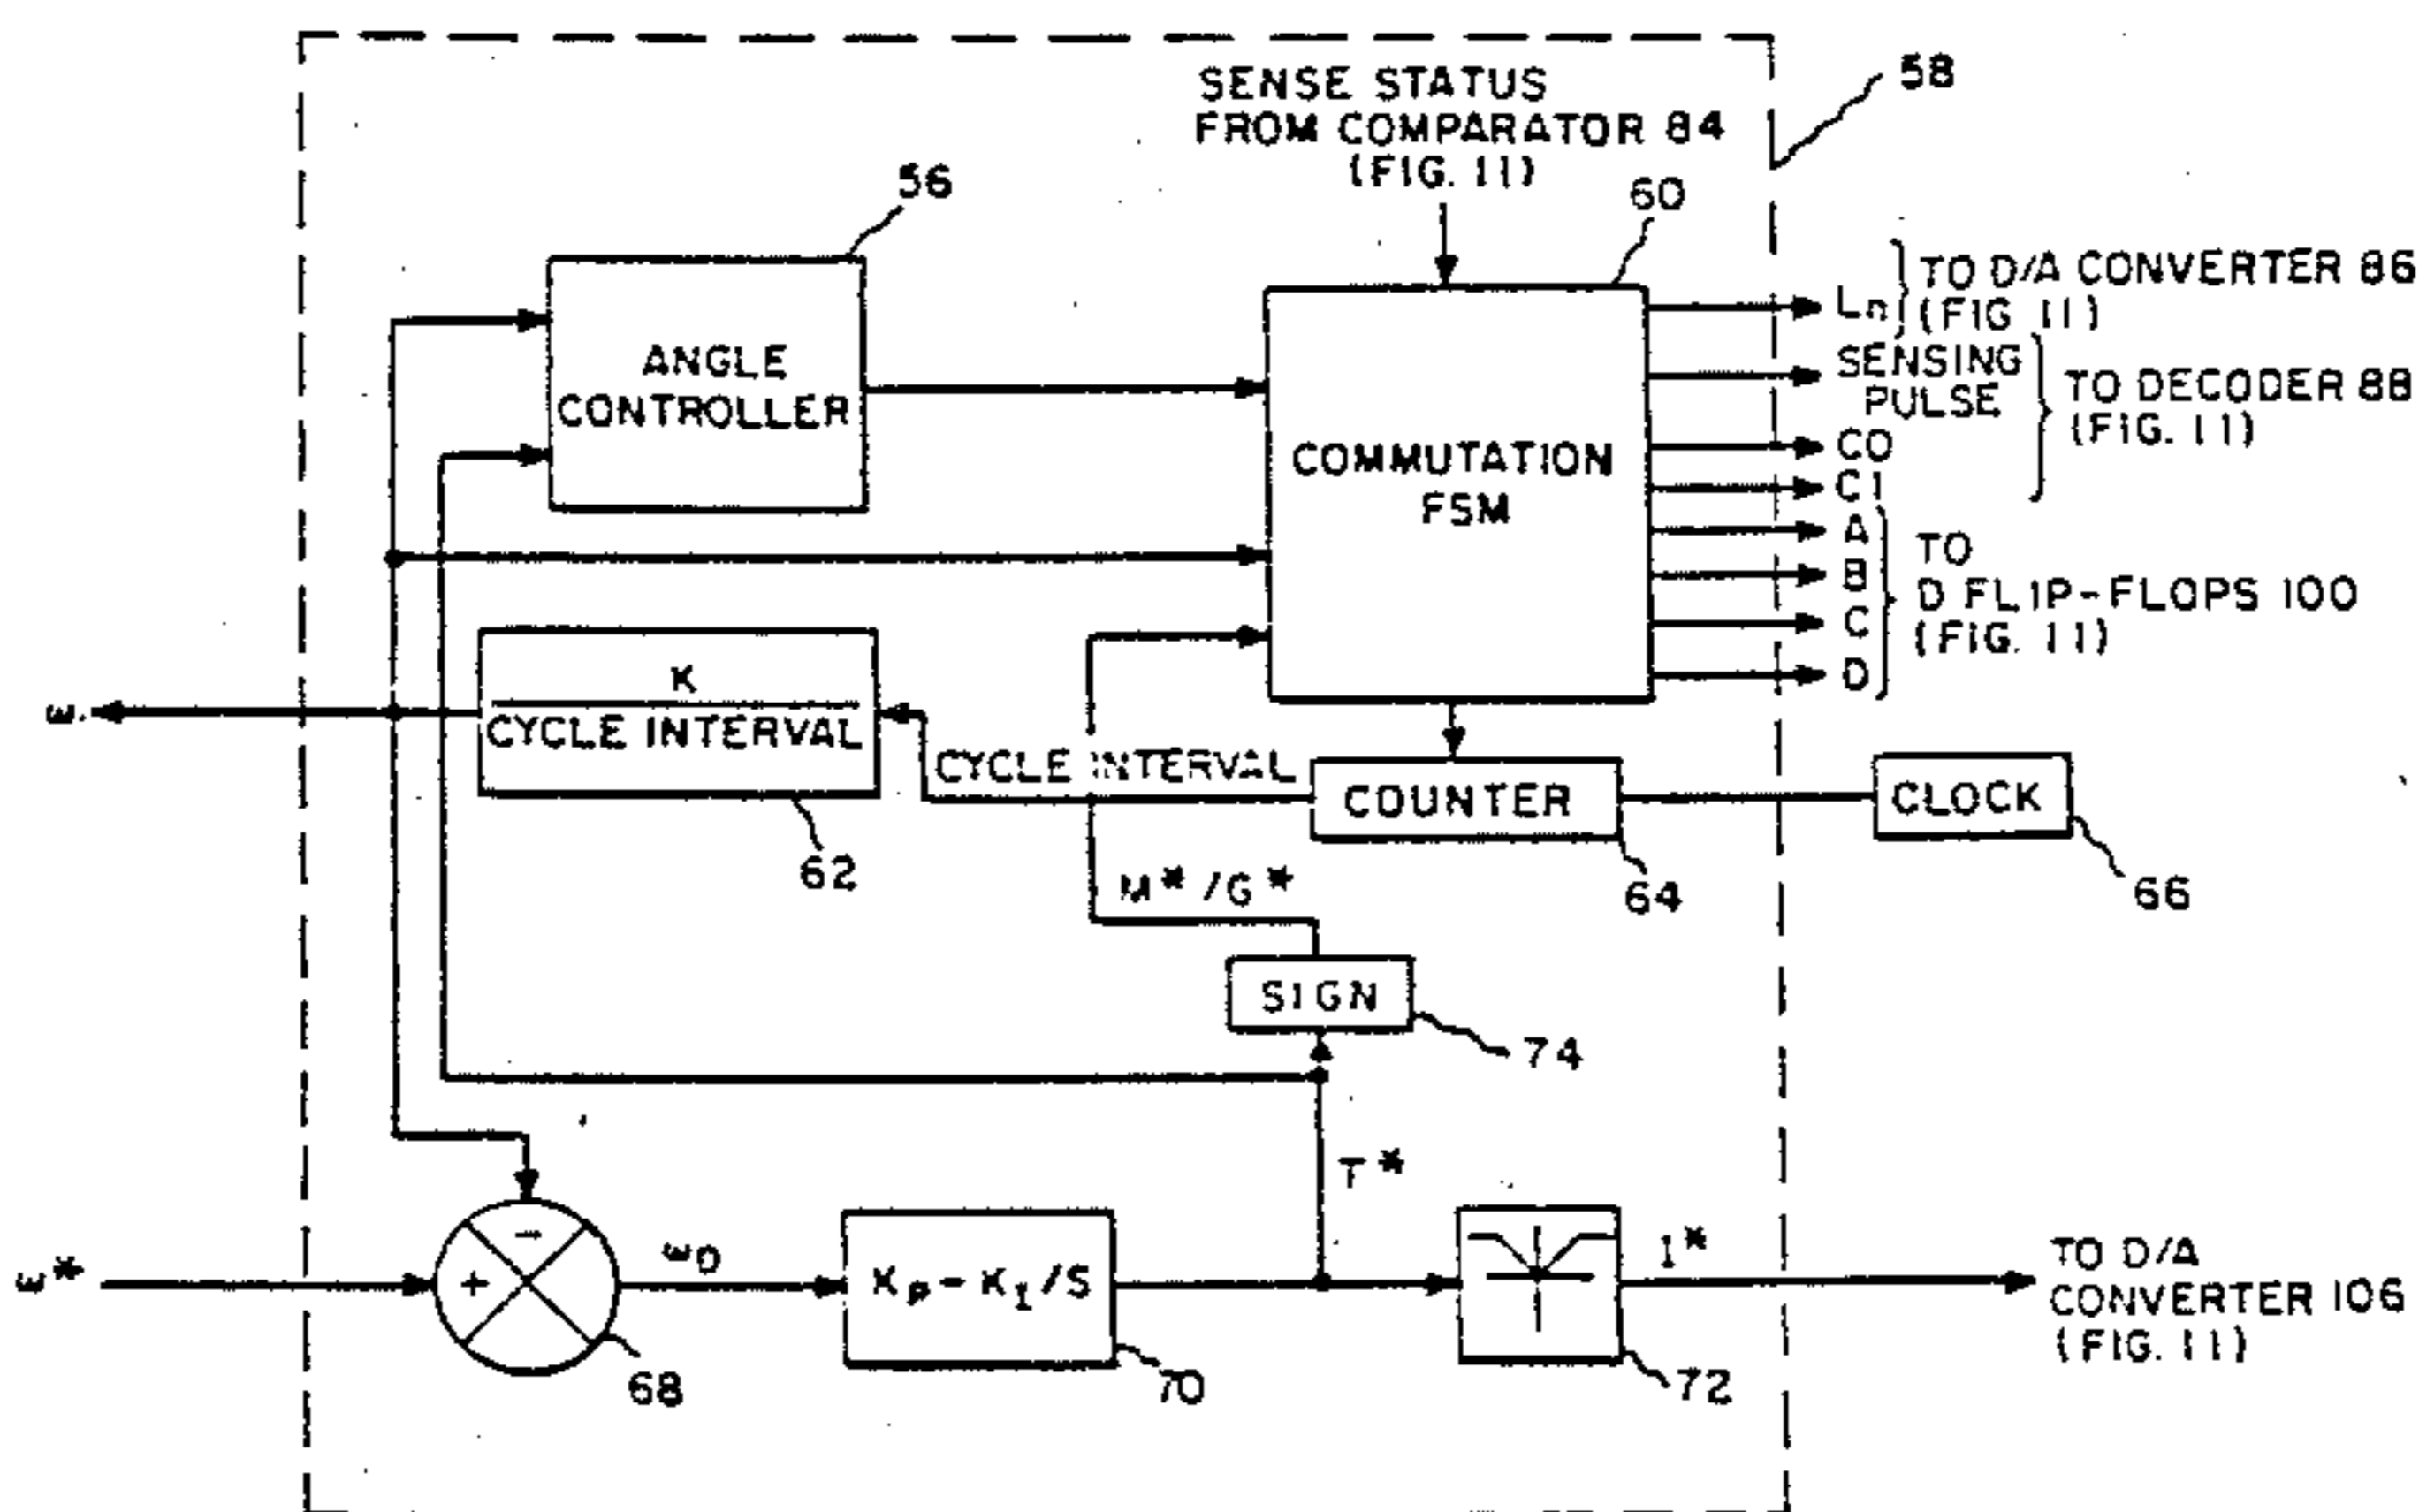 SENSE STATUS
FROM COMPARATOR 84
(FIG. 11)
58
56
60
ANGLE
CONTROLLER
COMMUTATION
FSM
Ln
TO D/A CONVERTER 86
(FIG 11)
SENSING
PULSE
C0
C1
TO DECODER 88
(FIG. 11)
A
B
C
D
TO
D FLIP-FLOPS 100
(FIG. 11)
ω
K
CYCLE INTERVAL
62
CYCLE INTERVAL
COUNTER
64
CLOCK
66
M*/G*
SIGN
74
T*
ω*
+
−
68
ωD
Kp − KI/S
70
72
I*
TO D/A
CONVERTER 106
(FIG. 11)